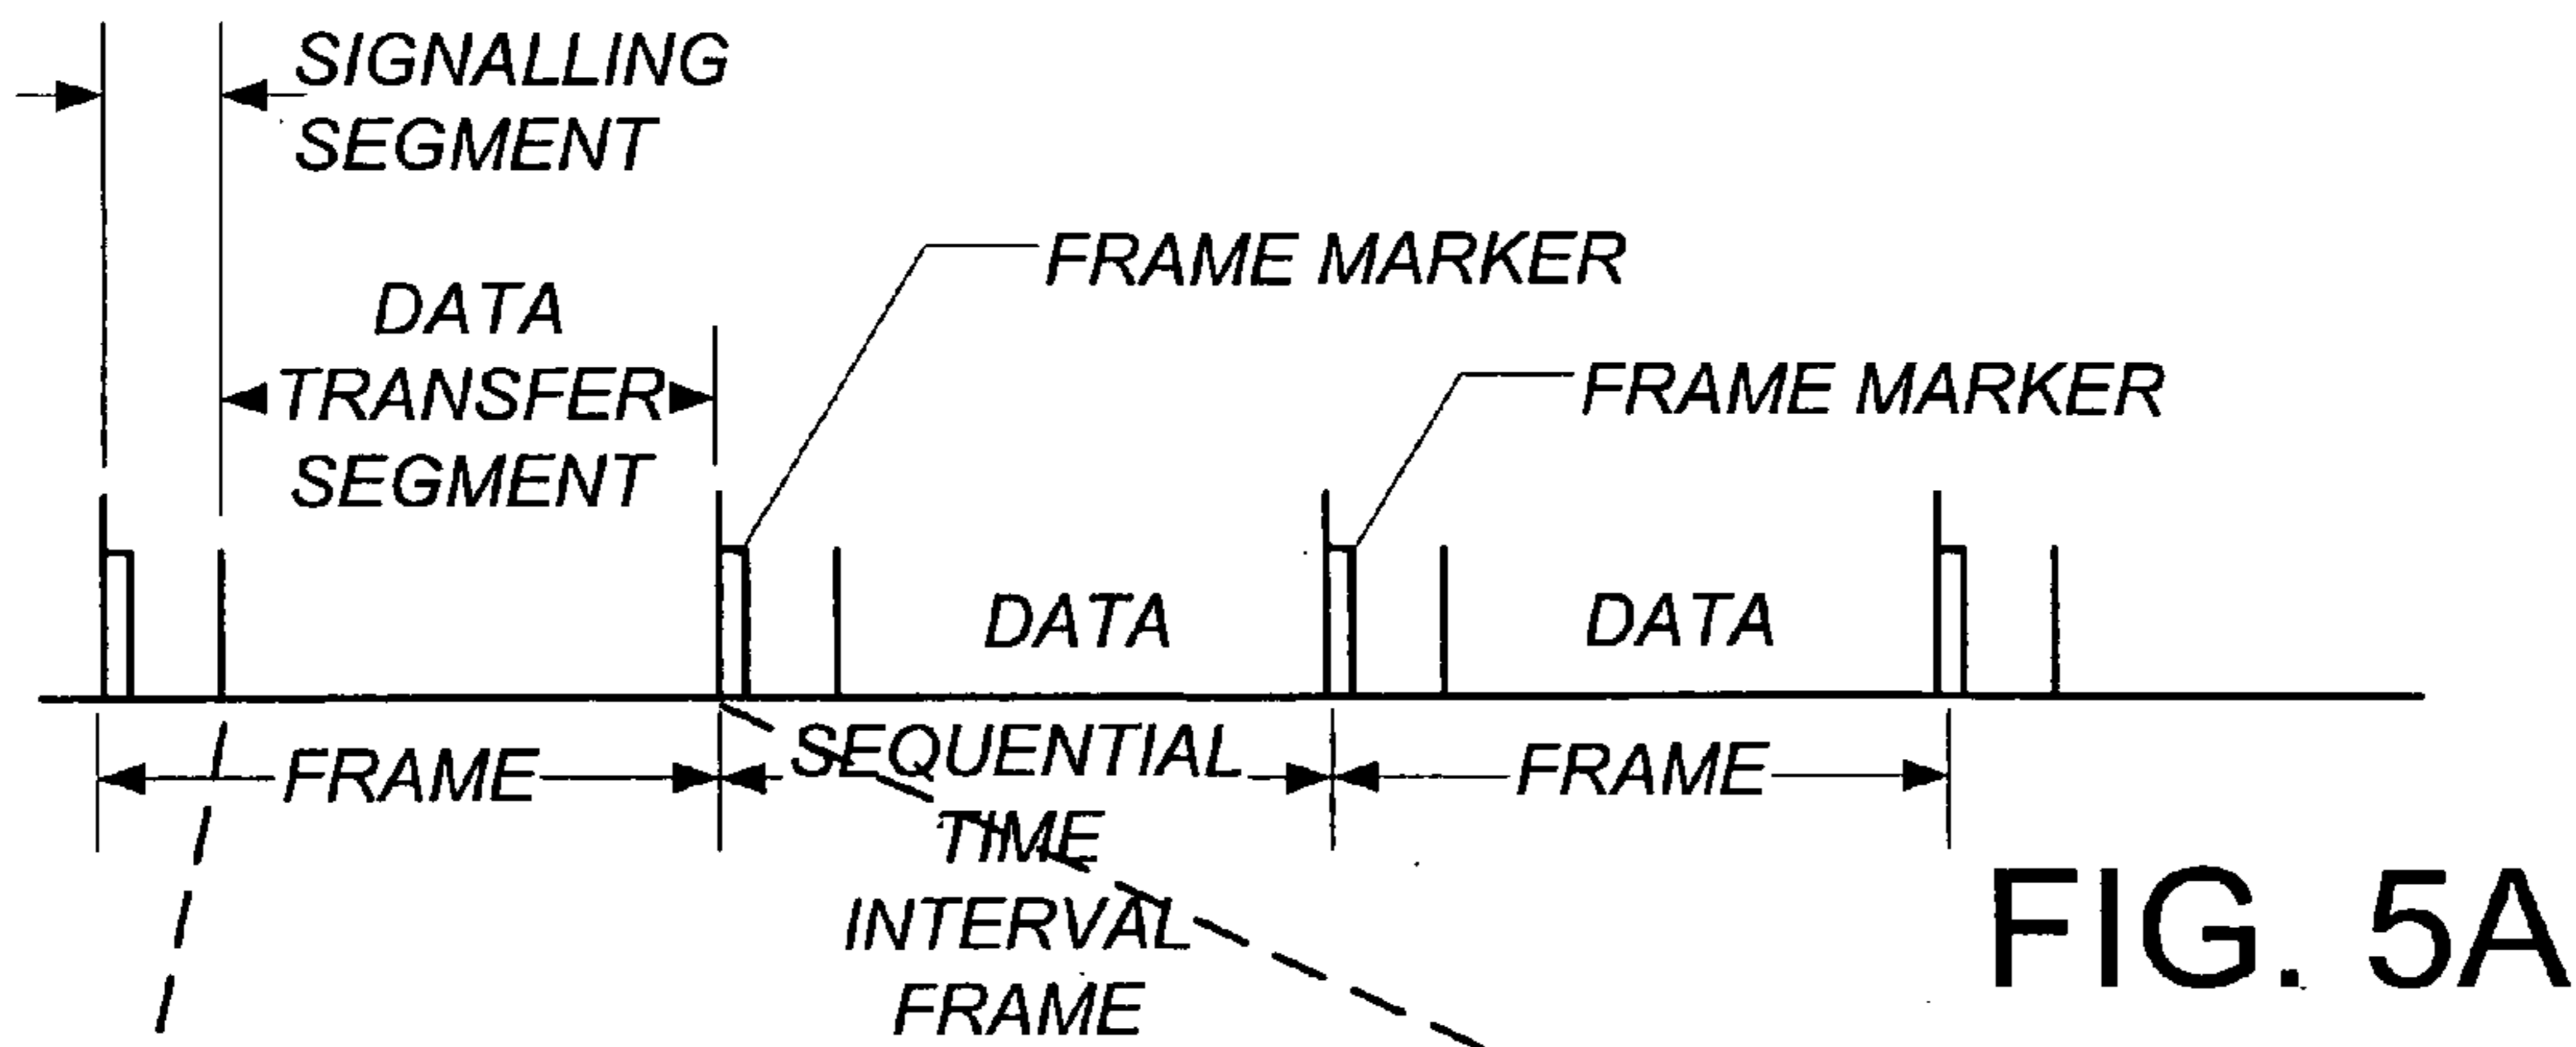 SIGNALLING
SEGMENT
FRAME MARKER
DATA
TRANSFER
SEGMENT
FRAME MARKER
DATA
DATA
FRAME
SEQUENTIAL
TIME
INTERVAL
FRAME
FRAME
FIG. 5A